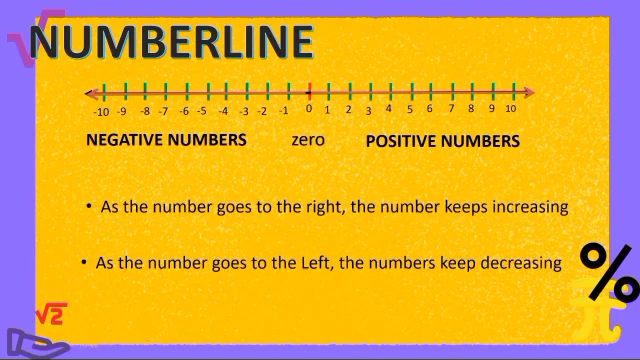 NUMBERLINE
-10 -9 -8 -7 -6 -5 -4 -3 -2 -1 0 1 2 3 4 5 6 7 8 9 10
NEGATIVE NUMBERS zero POSITIVE NUMBERS
• As the number goes to the right, the number keeps increasing
• As the number goes to the Left, the numbers keep decreasing
%
√2
π